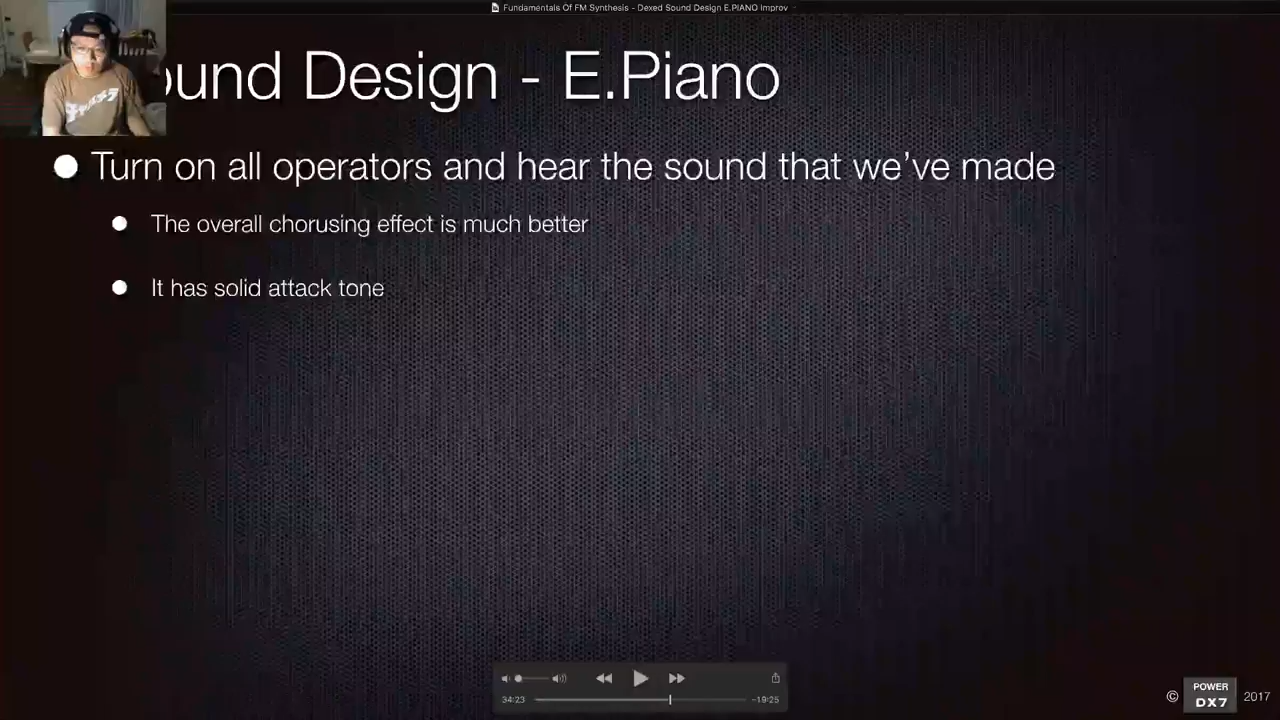 Fundamentals Of FM Synthesis - Dexed Sound Design E.PIANO Improv
ound Design - E.Piano
Turn on all operators and hear the sound that we've made
The overall chorusing effect is much better
It has solid attack tone
34:23
-19:25
© POWER DX7 2017